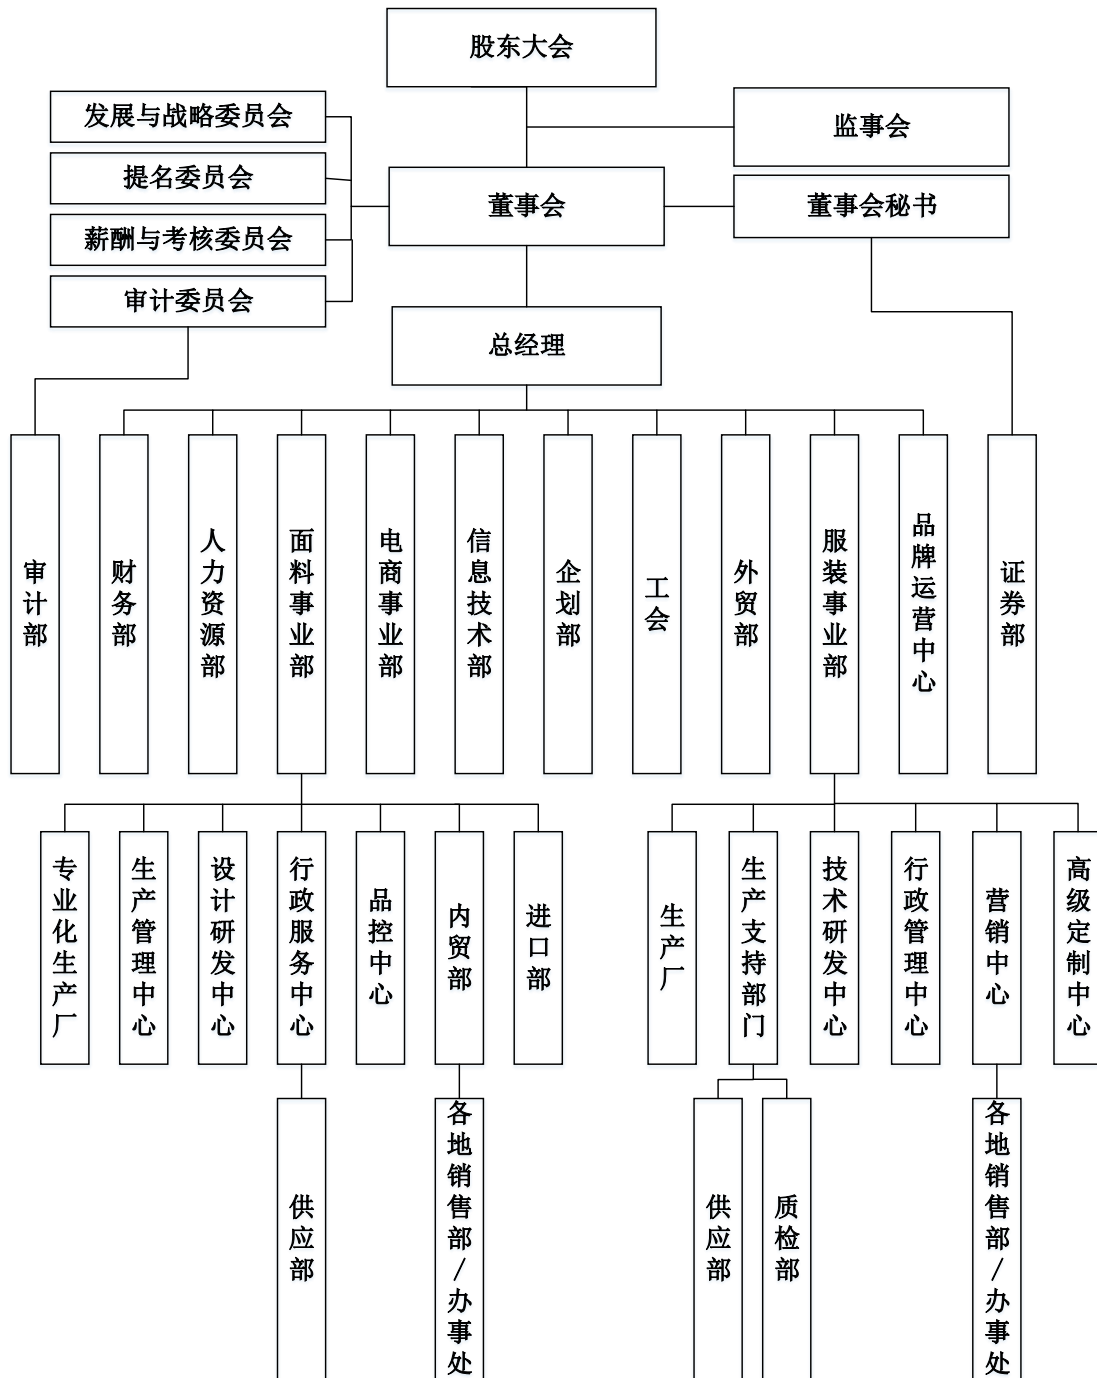 股东大会
发展与战略委员会
监事会
提名委员会
董事会
董事会秘书
薪酬与考核委员会
审计委员会
总经理
审计部
财务部
人力资源部
面料事业部
电商事业部
信息技术部
企划部
工会
外贸部
服装事业部
品牌运营中心
证券部
专业化生产厂
生产管理中心
设计研发中心
行政服务中心
品控中心
内贸部
进口部
生产厂
生产支持部门
技术研发中心
行政管理中心
营销中心
高级定制中心
供应部
各地销售部/办事处
供应部
质检部
各地销售部/办事处